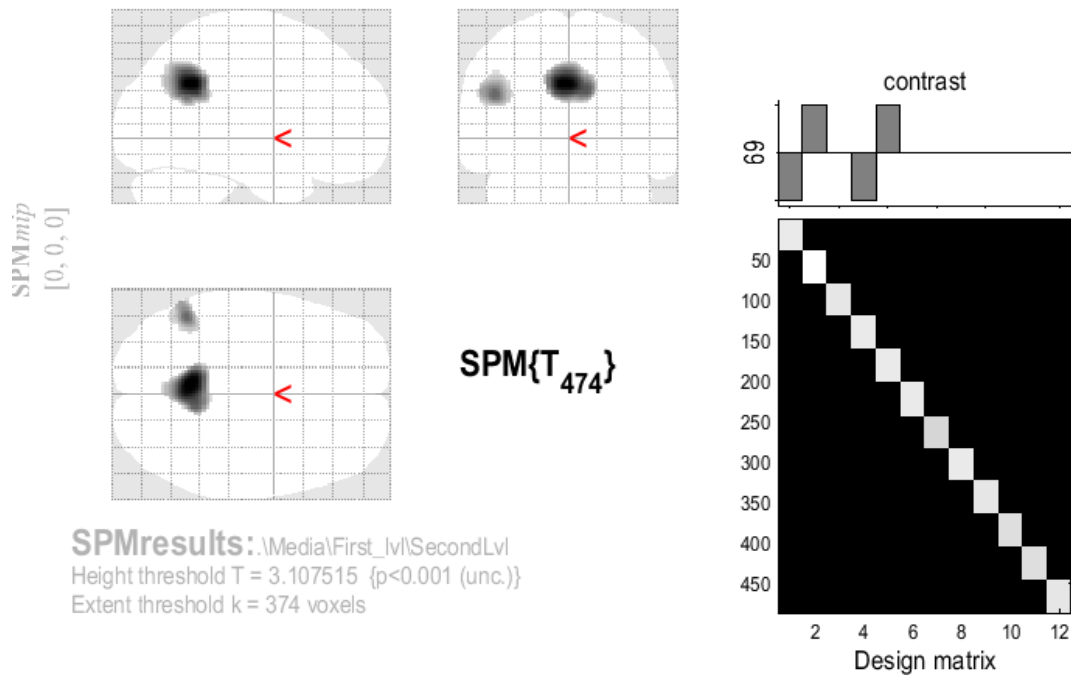 SPMmip
[0, 0, 0]
<
<
<
SPM{T474}
SPMresults:.\Media\First_lvl\SecondLvl
Height threshold T = 3.107515 {p<0.001 (unc.)}
Extent threshold k = 374 voxels
contrast
69
50
100
150
200
250
300
350
400
450
2 4 6 8 10 12
Design matrix